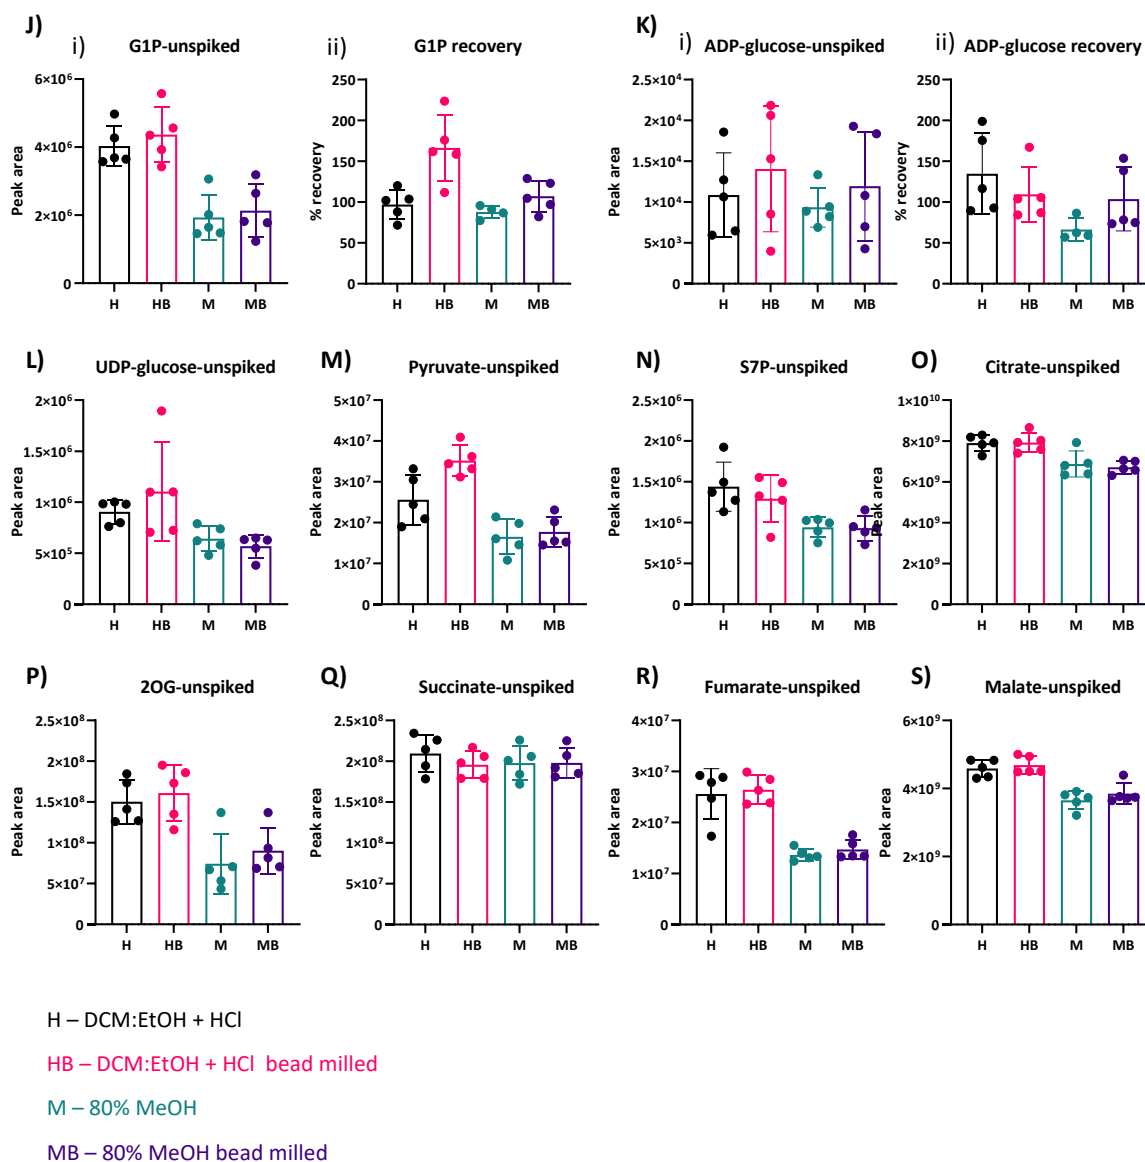 J)
i)
G1P-unspiked
ii)
G1P recovery
K)
i)
ADP-glucose-unspiked
ii)
ADP-glucose recovery
Peak area
6×10⁶
4×10⁶
2×10⁶
0
H HB M MB
% recovery
250
200
150
100
50
0
H HB M MB
Peak area
2.5×10⁴
2×10⁴
1.5×10⁴
1×10⁴
5×10³
0
H HB M MB
% recovery
250
200
150
100
50
0
H HB M MB
L)
UDP-glucose-unspiked
M)
Pyruvate-unspiked
N)
S7P-unspiked
O)
Citrate-unspiked
Peak area
2×10⁶
1.5×10⁶
1×10⁶
5×10⁵
0
H HB M MB
Peak area
5×10⁷
4×10⁷
3×10⁷
2×10⁷
1×10⁷
0
H HB M MB
Peak area
2.5×10⁶
2×10⁶
1.5×10⁶
1×10⁶
5×10⁵
0
H HB M MB
Peak area
1×10¹⁰
8×10⁹
6×10⁹
4×10⁹
2×10⁹
0
H HB M MB
P)
2OG-unspiked
Q)
Succinate-unspiked
R)
Fumarate-unspiked
S)
Malate-unspiked
Peak area
2.5×10⁸
2×10⁸
1.5×10⁸
1×10⁸
5×10⁷
0
H HB M MB
Peak area
2.5×10⁸
2×10⁸
1.5×10⁸
1×10⁸
5×10⁷
0
H HB M MB
Peak area
4×10⁷
3×10⁷
2×10⁷
1×10⁷
0
H HB M MB
Peak area
6×10⁹
4×10⁹
2×10⁹
0
H HB M MB
H – DCM:EtOH + HCl
HB – DCM:EtOH + HCl bead milled
M – 80% MeOH
MB – 80% MeOH bead milled